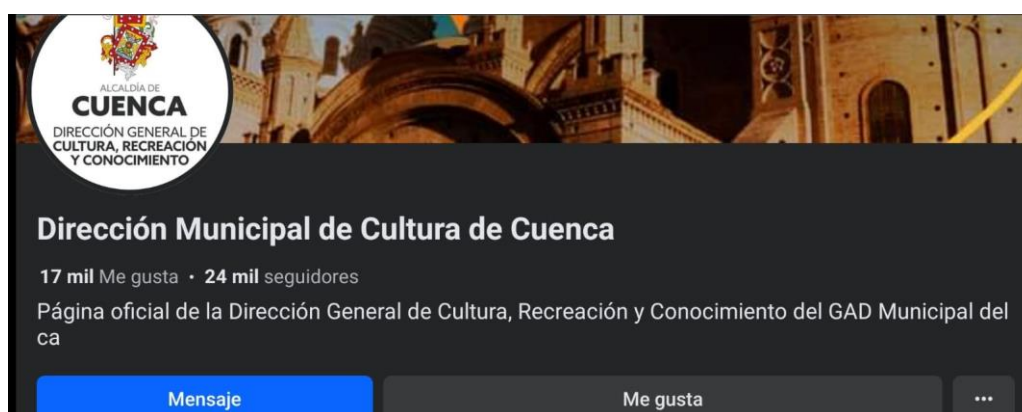 ALCALDÍA DE
CUENCA
DIRECCIÓN GENERAL DE
CULTURA, RECREACIÓN
Y CONOCIMIENTO
Dirección Municipal de Cultura de Cuenca
17 mil Me gusta • 24 mil seguidores
Página oficial de la Dirección General de Cultura, Recreación y Conocimiento del GAD Municipal del
ca
Mensaje
Me gusta